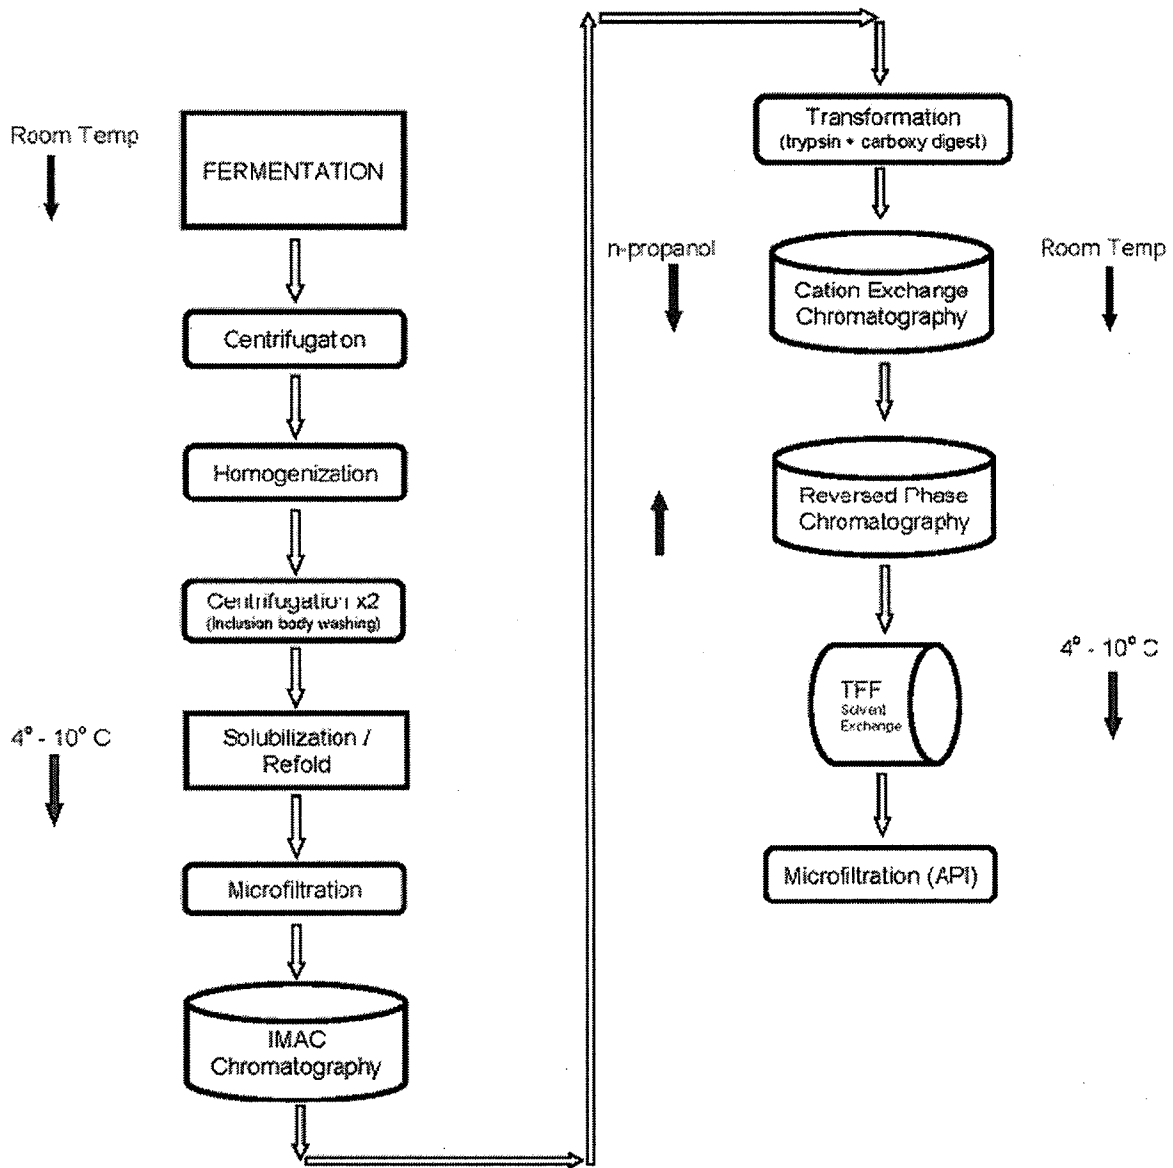 Room Temp
FERMENTATION
Centrifugation
Homogenization
Centrifugation x2
(Inclusion body washing)
4° - 10° C
Solubilization /
Refold
Microfiltration
IMAC
Chromatography
Transformation
(trypsin + carboxy digest)
n-propanol
Cation Exchange
Chromatography
Room Temp
Reversed Phase
Chromatography
TFF
Solvent
Exchange
4° - 10° C
Microfiltration (API)